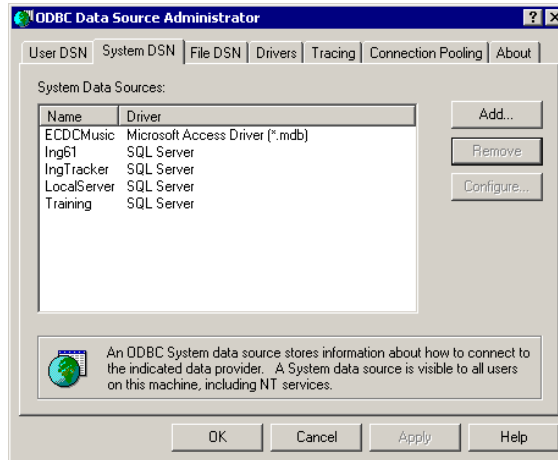 ODBC Data Source Administrator
User DSN System DSN File DSN Drivers Tracing Connection Pooling About
System Data Sources:
Name Driver
ECDCMusic Microsoft Access Driver (*.mdb)
Ing61 SQL Server
IngTracker SQL Server
LocalServer SQL Server
Training SQL Server
Add...
Remove
Configure...
An ODBC System data source stores information about how to connect to
the indicated data provider. A System data source is visible to all users
on this machine, including NT services.
OK Cancel Apply Help